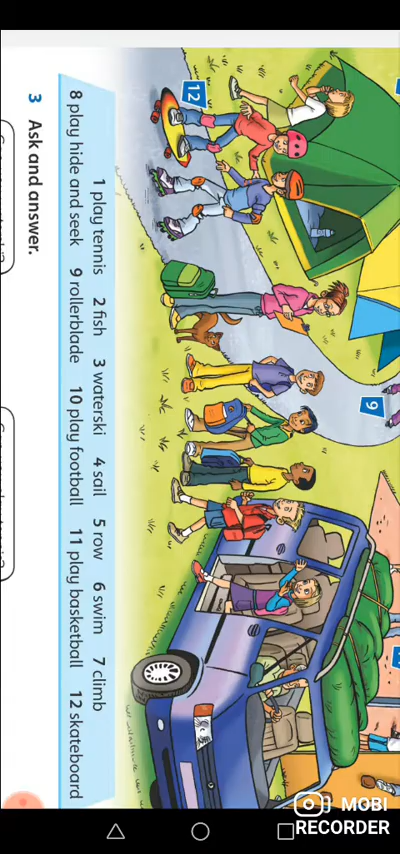 12
9
1 play tennis 2 fish 3 waterski 4 sail 5 row 6 swim 7 climb
8 play hide and seek 9 rollerblade 10 play football 11 play basketball 12 skateboard
3 Ask and answer.
MOBI
RECORDER